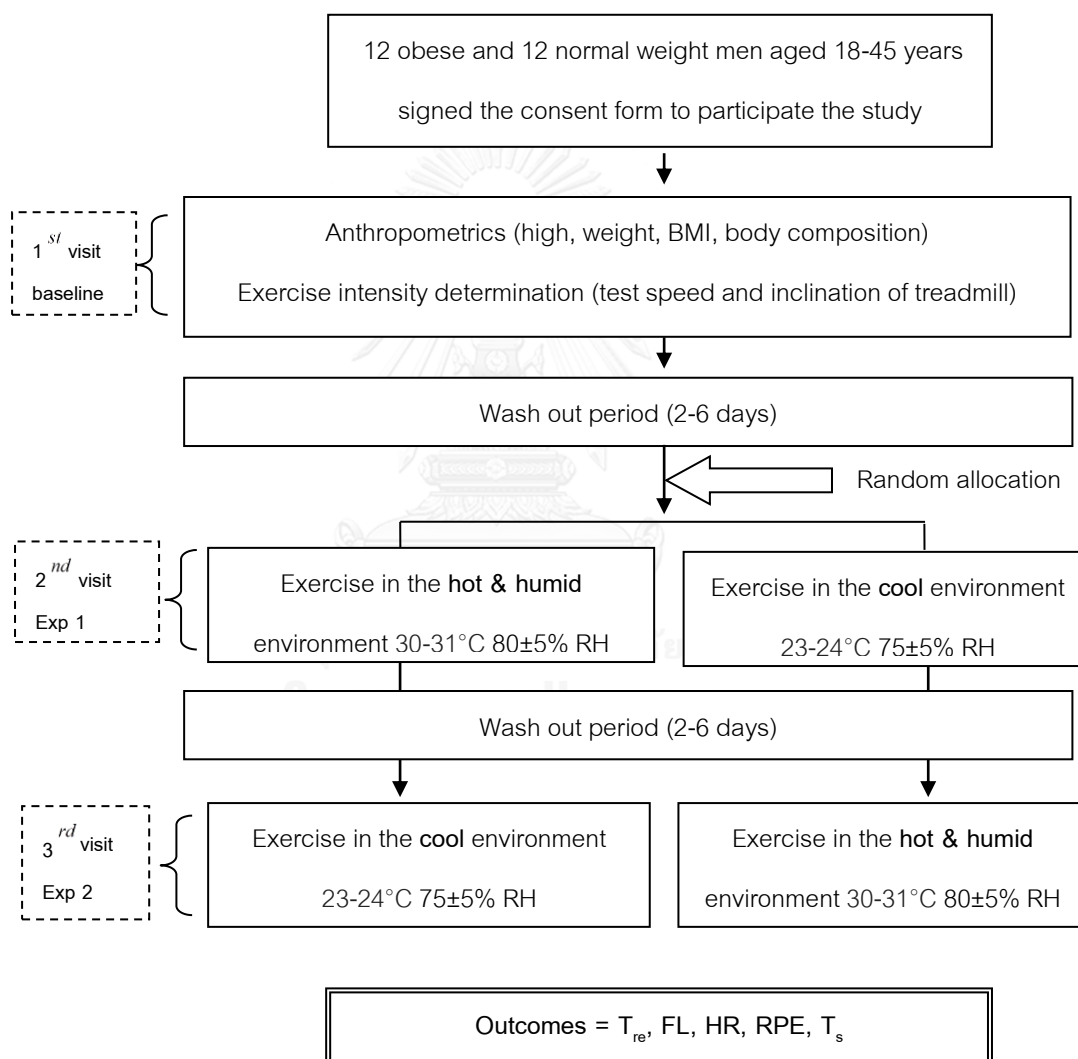 12 obese and 12 normal weight men aged 18-45 years
signed the consent form to participate the study
1st visit
baseline
Anthropometrics (high, weight, BMI, body composition)
Exercise intensity determination (test speed and inclination of treadmill)
Wash out period (2-6 days)
Random allocation
2nd visit
Exp 1
Exercise in the hot & humid
environment 30-31°C 80±5% RH
Exercise in the cool environment
23-24°C 75±5% RH
Wash out period (2-6 days)
3rd visit
Exp 2
Exercise in the cool environment
23-24°C 75±5% RH
Exercise in the hot & humid
environment 30-31°C 80±5% RH
Outcomes = Tre, FL, HR, RPE, Ts